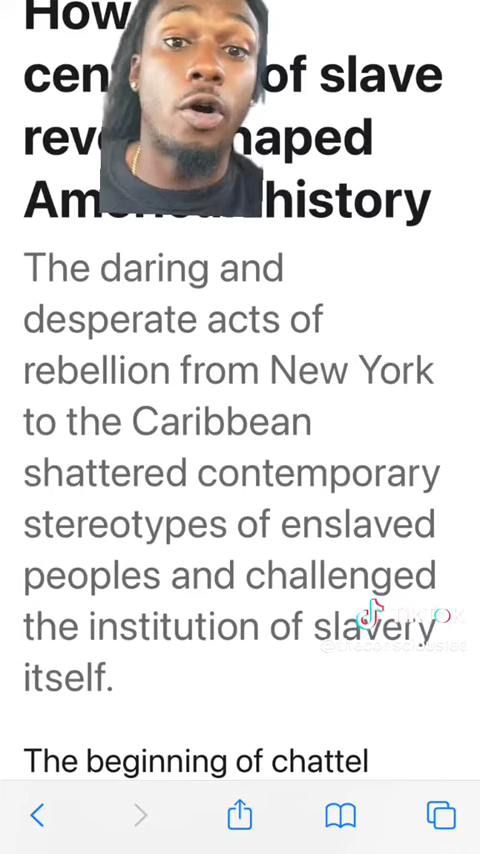 How
cen of slave
rev haped
Am history
The daring and
desperate acts of
rebellion from New York
to the Caribbean
shattered contemporary
stereotypes of enslaved
peoples and challenged
the institution of slavery
itself.
TikTok
@theconsciouslee
The beginning of chattel